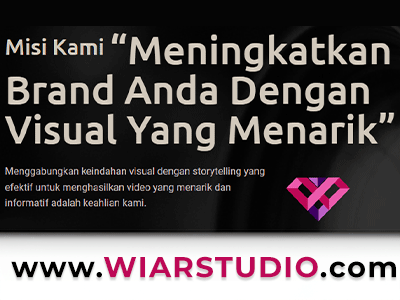 Misi Kami “Meningkatkan
Brand Anda Dengan
Visual Yang Menarik”
Menggabungkan keindahan visual dengan storytelling yang
efektif untuk menghasilkan video yang menarik dan
informatif adalah keahlian kami.
www.WIARSTUDIO.com